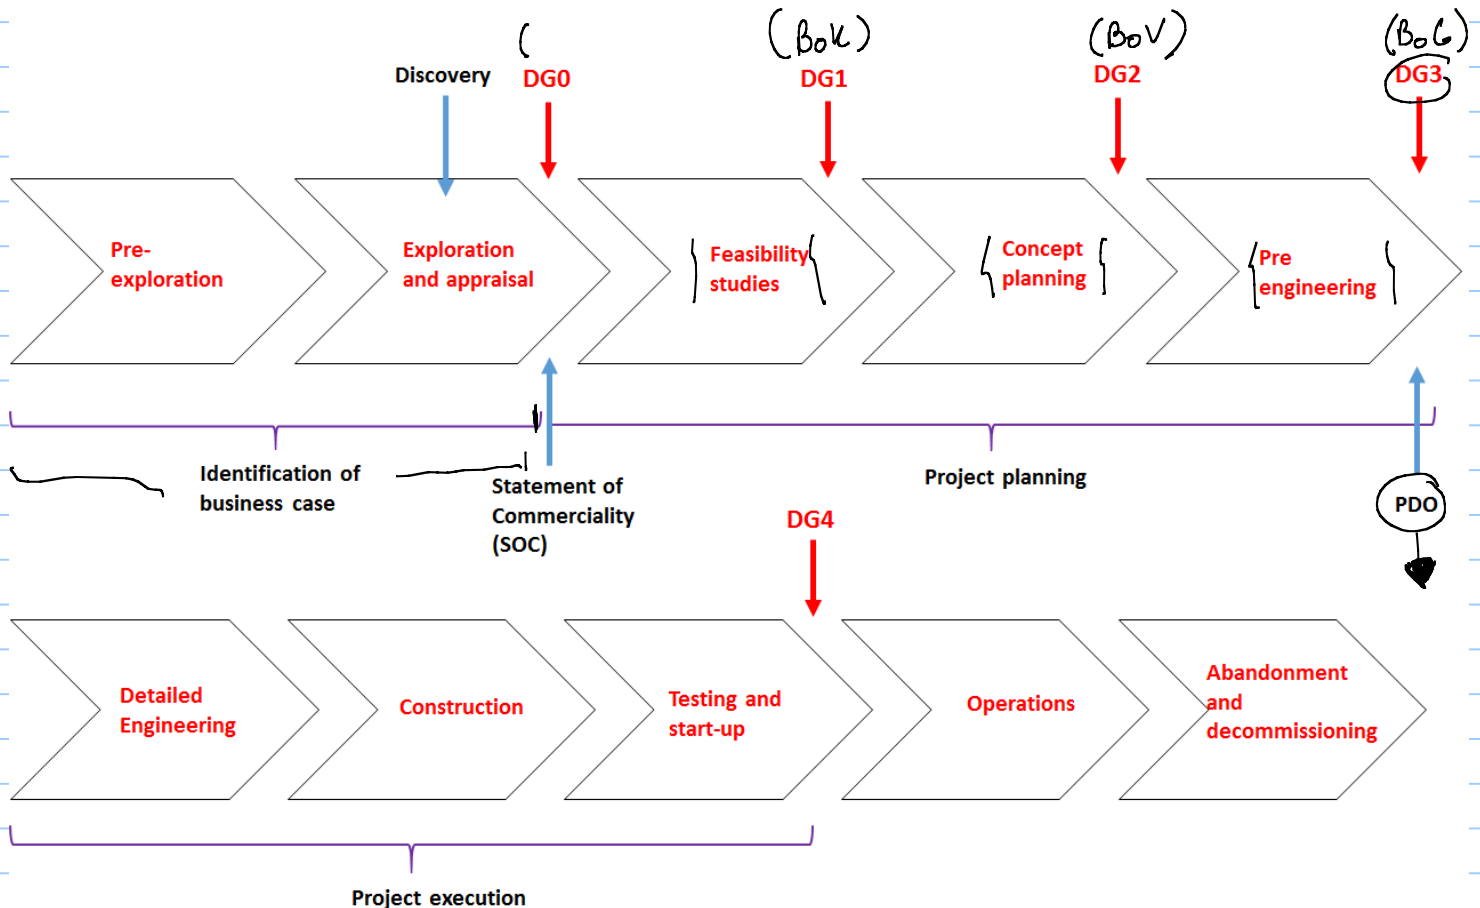 (
(BoK)
(BoV)
(BoG)
Discovery
DG0
DG1
DG2
DG3
Pre-
exploration
Exploration
and appraisal
Feasibility
studies
Concept
planning
Pre
engineering
Identification of
business case
Statement of
Commerciality
(SOC)
Project planning
PDO
DG4
Detailed
Engineering
Construction
Testing and
start-up
Operations
Abandonment
and
decommissioning
Project execution